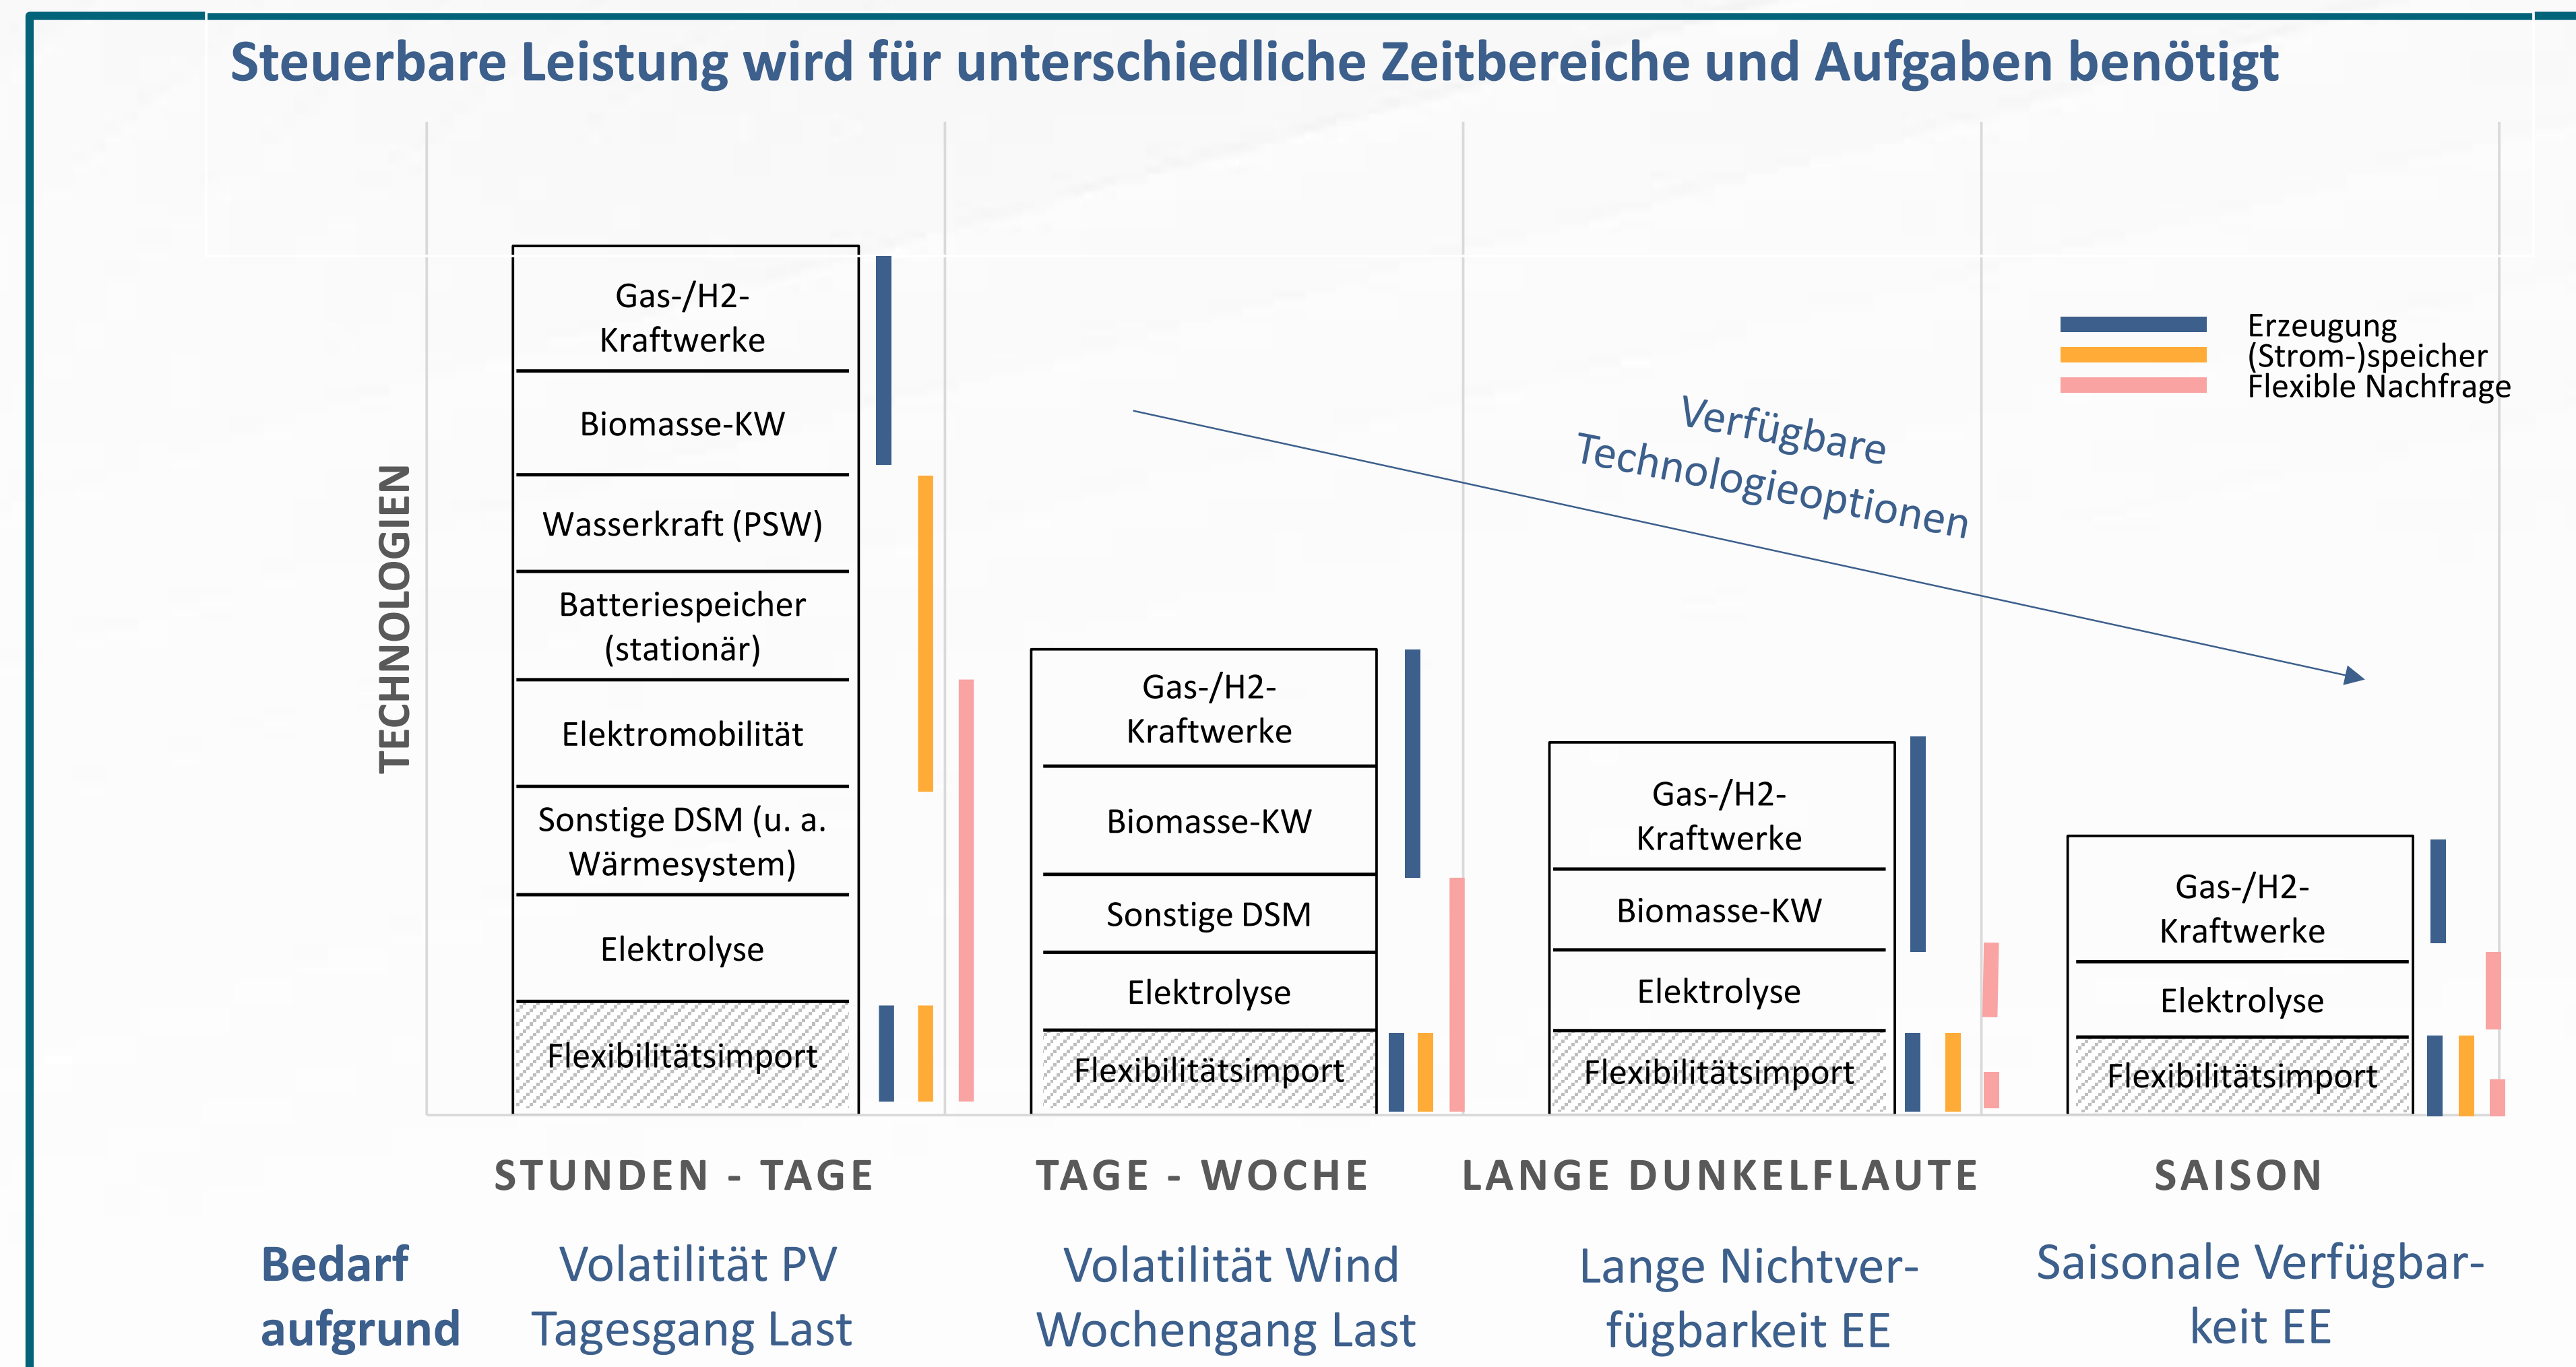 Steuerbare Leistung wird für unterschiedliche Zeitbereiche und Aufgaben benötigt
TECHNOLOGIEN
Gas-/H2-
Kraftwerke
Biomasse-KW
Wasserkraft (PSW)
Batteriespeicher
(stationär)
Elektromobilität
Sonstige DSM (u. a.
Wärmesystem)
Elektrolyse
Flexibilitätsimport
Gas-/H2-
Kraftwerke
Biomasse-KW
Sonstige DSM
Elektrolyse
Flexibilitätsimport
Verfügbare
Technologieoptionen
Gas-/H2-
Kraftwerke
Biomasse-KW
Elektrolyse
Flexibilitätsimport
Erzeugung
(Strom-)speicher
Flexible Nachfrage
Gas-/H2-
Kraftwerke
Elektrolyse
Flexibilitätsimport
STUNDEN - TAGE
TAGE - WOCHE
LANGE DUNKELFLAUTE
SAISON
Bedarf
aufgrund
Volatilität PV
Tagesgang Last
Volatilität Wind
Wochengang Last
Lange Nichtver-
fügbarkeit EE
Saisonale Verfügbar-
keit EE